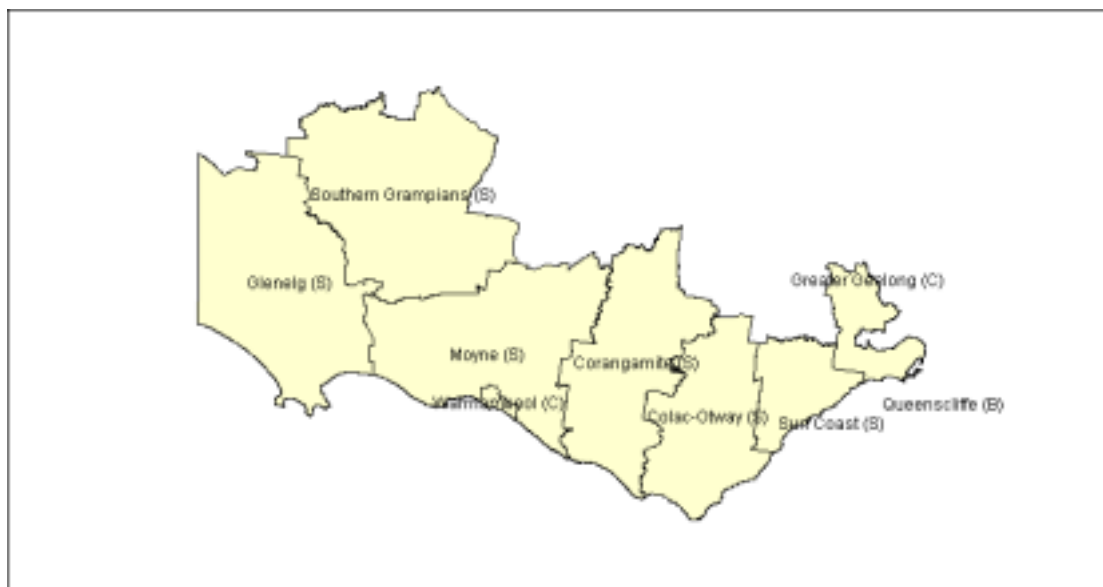 Southern Grampians (S)
Glenelg (S)
Greater Geelong (C)
Moyne (S)
Corangamite (S)
Warrnambool (C)
Colac-Otway (S)
Surf Coast (S)
Queenscliffe (B)